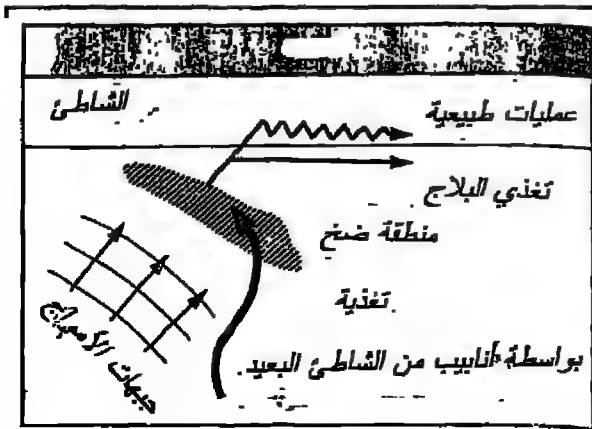 الشاطئ
عمليات طبيعية
تغذي البلاج
منطقة ضخ
تغذية
بواسطة أنابيب من الشاطئ البعيد.
جبهات الأمواج